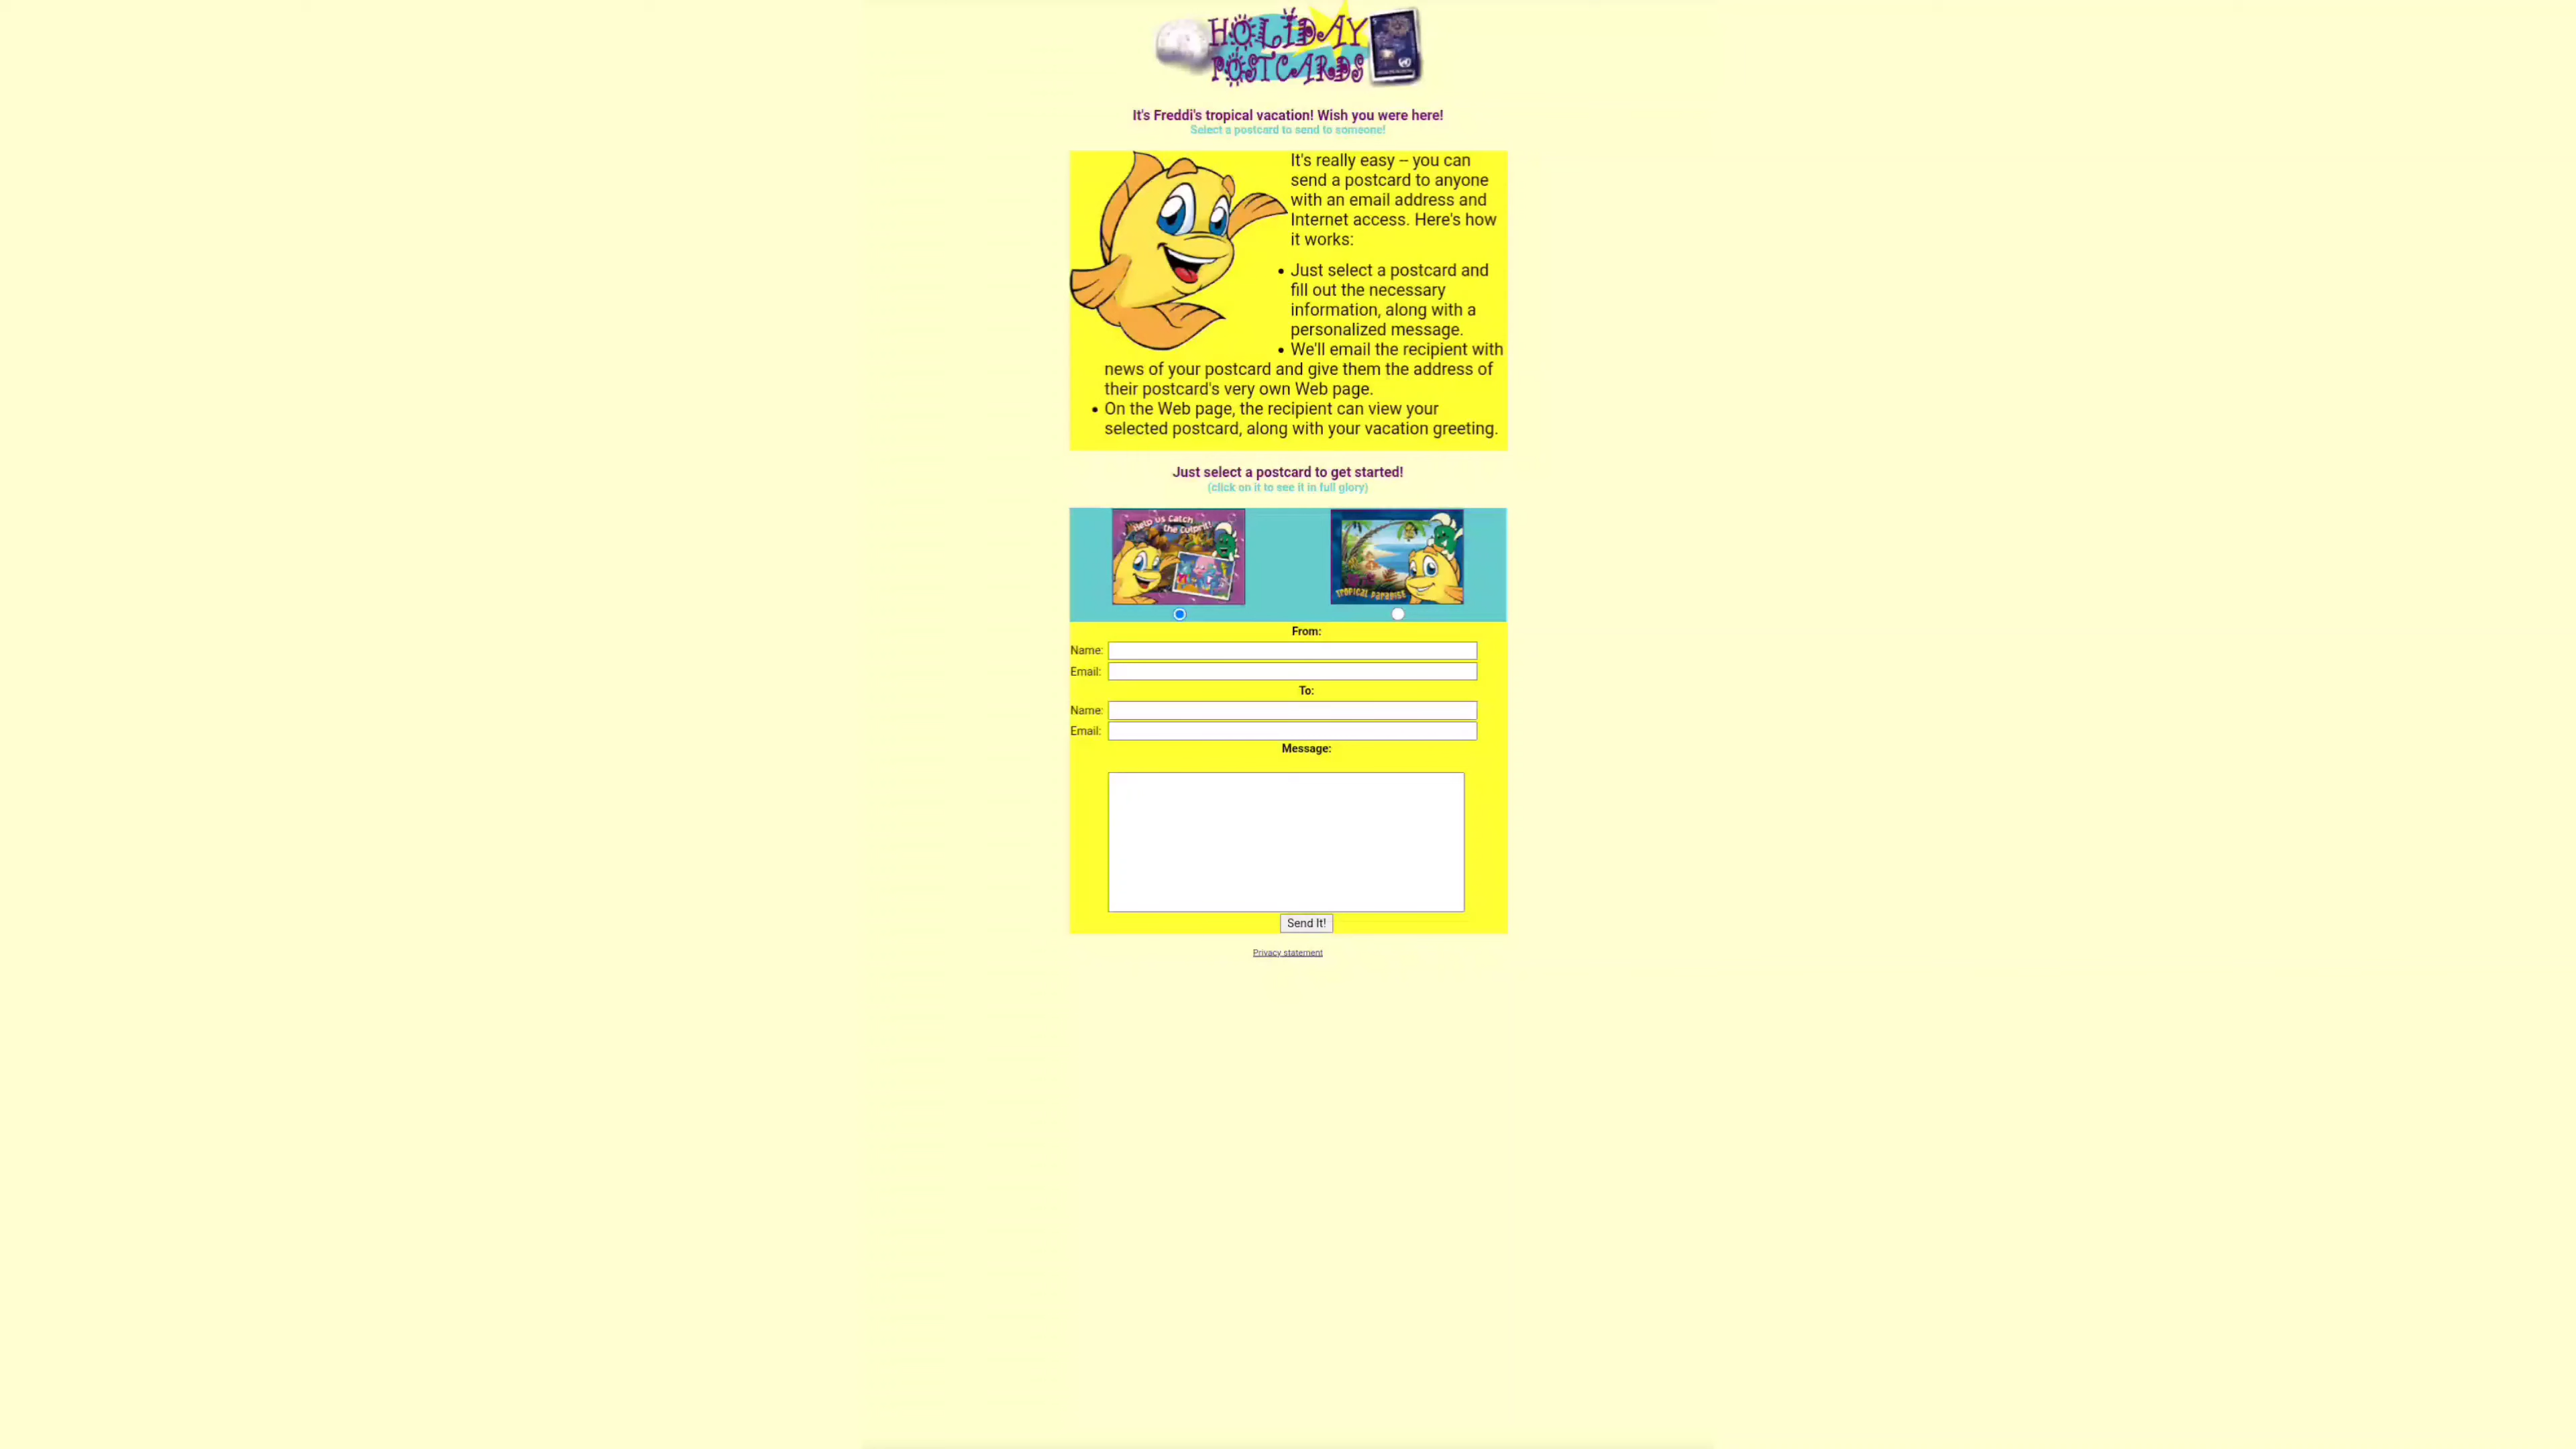 HOLIDAY
POSTCARDS
It's Freddi's tropical vacation! Wish you were here!
Select a postcard to send to someone!
It's really easy -- you can
send a postcard to anyone
with an email address and
Internet access. Here's how
it works:
• Just select a postcard and
fill out the necessary
information, along with a
personalized message.
• We'll email the recipient with
news of your postcard and give them the address of
their postcard's very own Web page.
• On the Web page, the recipient can view your
selected postcard, along with your vacation greeting.
Just select a postcard to get started!
(click on it to see it in full glory)
Help us catch
the culprit!
Tropical Paradise
From:
Name:
Email:
To:
Name:
Email:
Message:
Send It!
Privacy statement